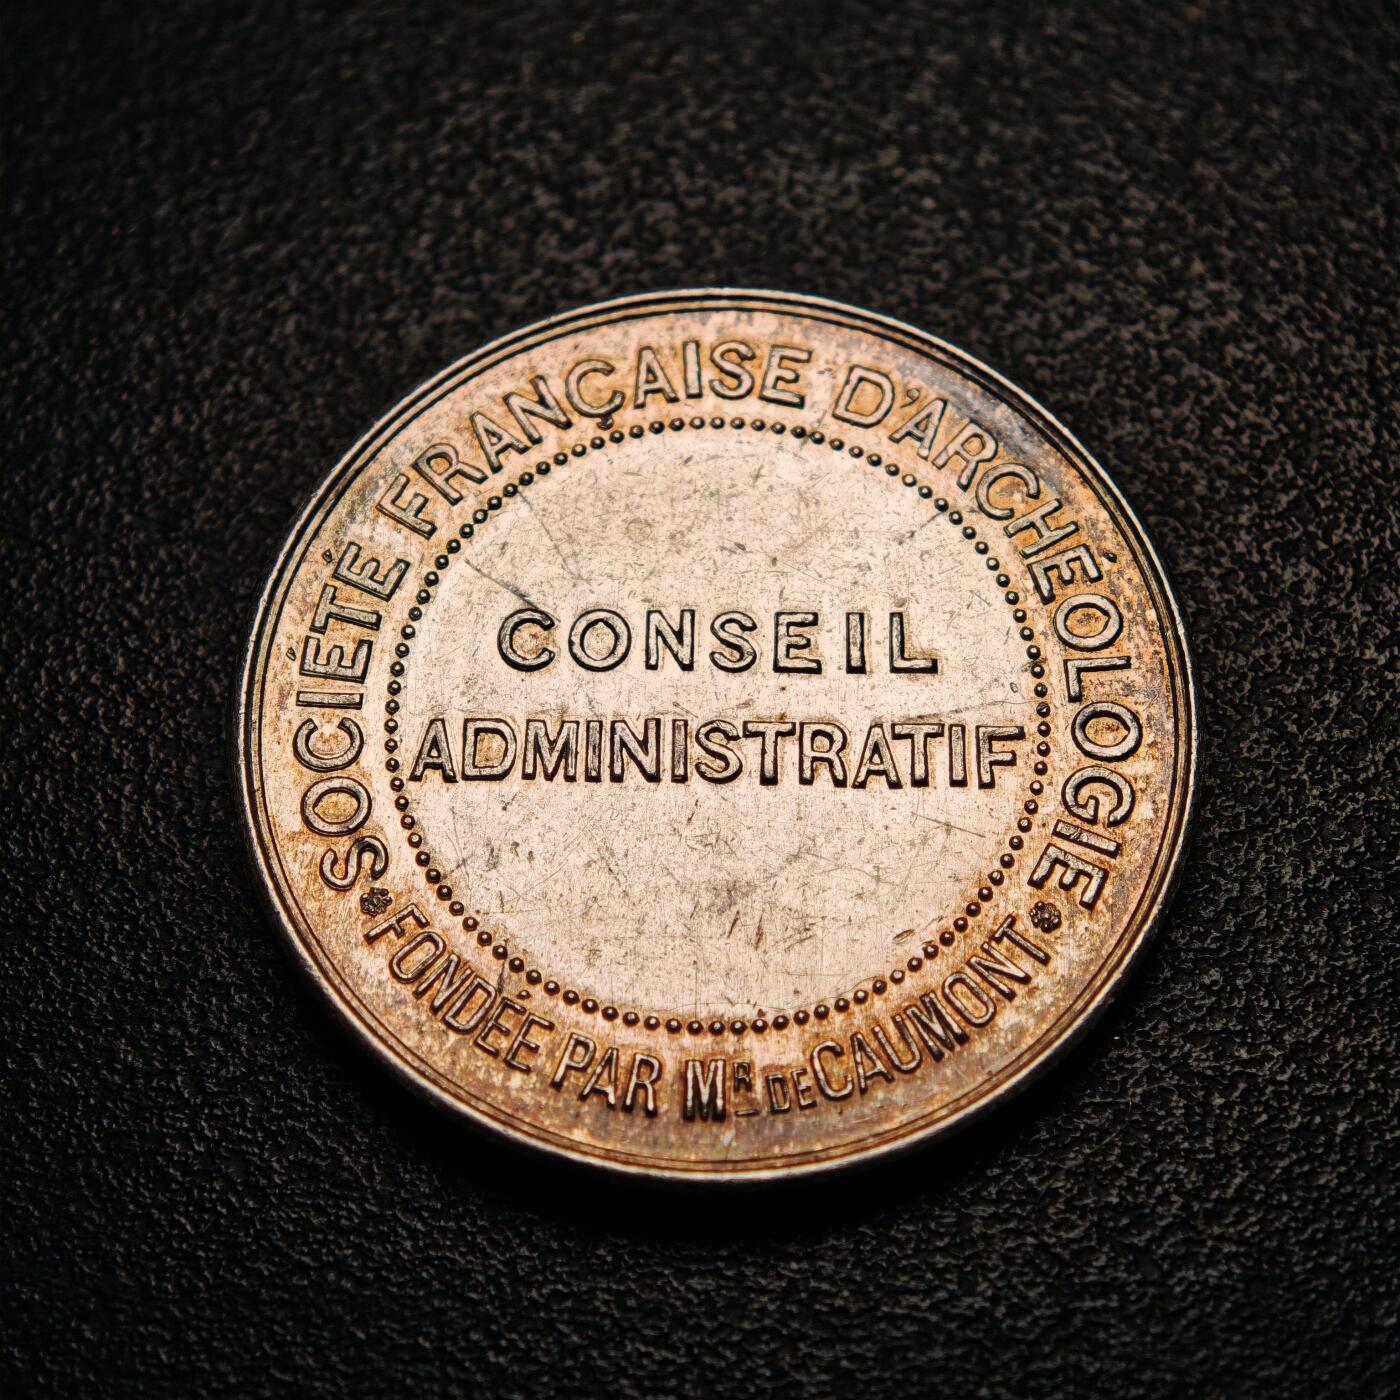 SOCIÉTÉ FRANÇAISE D'ARCHÉOLOGIE
CONSEIL
ADMINISTRATIF
FONDÉE PAR MR DE CAUMONT